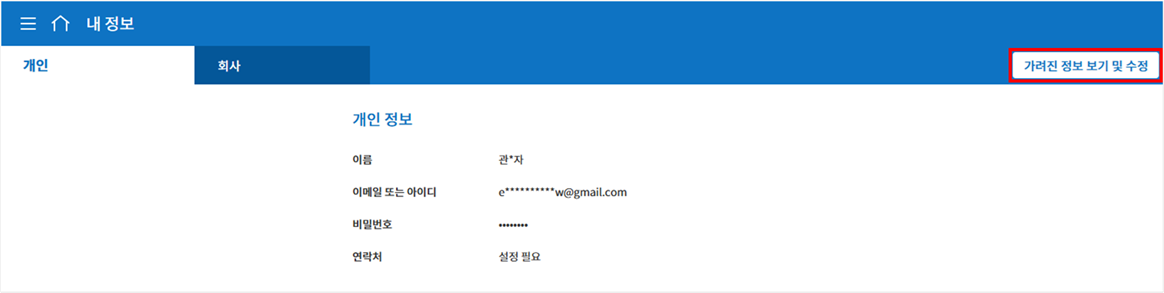 내 정보
개인 회사 가려진 정보 보기 및 수정
개인 정보
이름 관*자
이메일 또는 아이디 e**********w@gmail.com
비밀번호 ••••••••
연락처 설정 필요